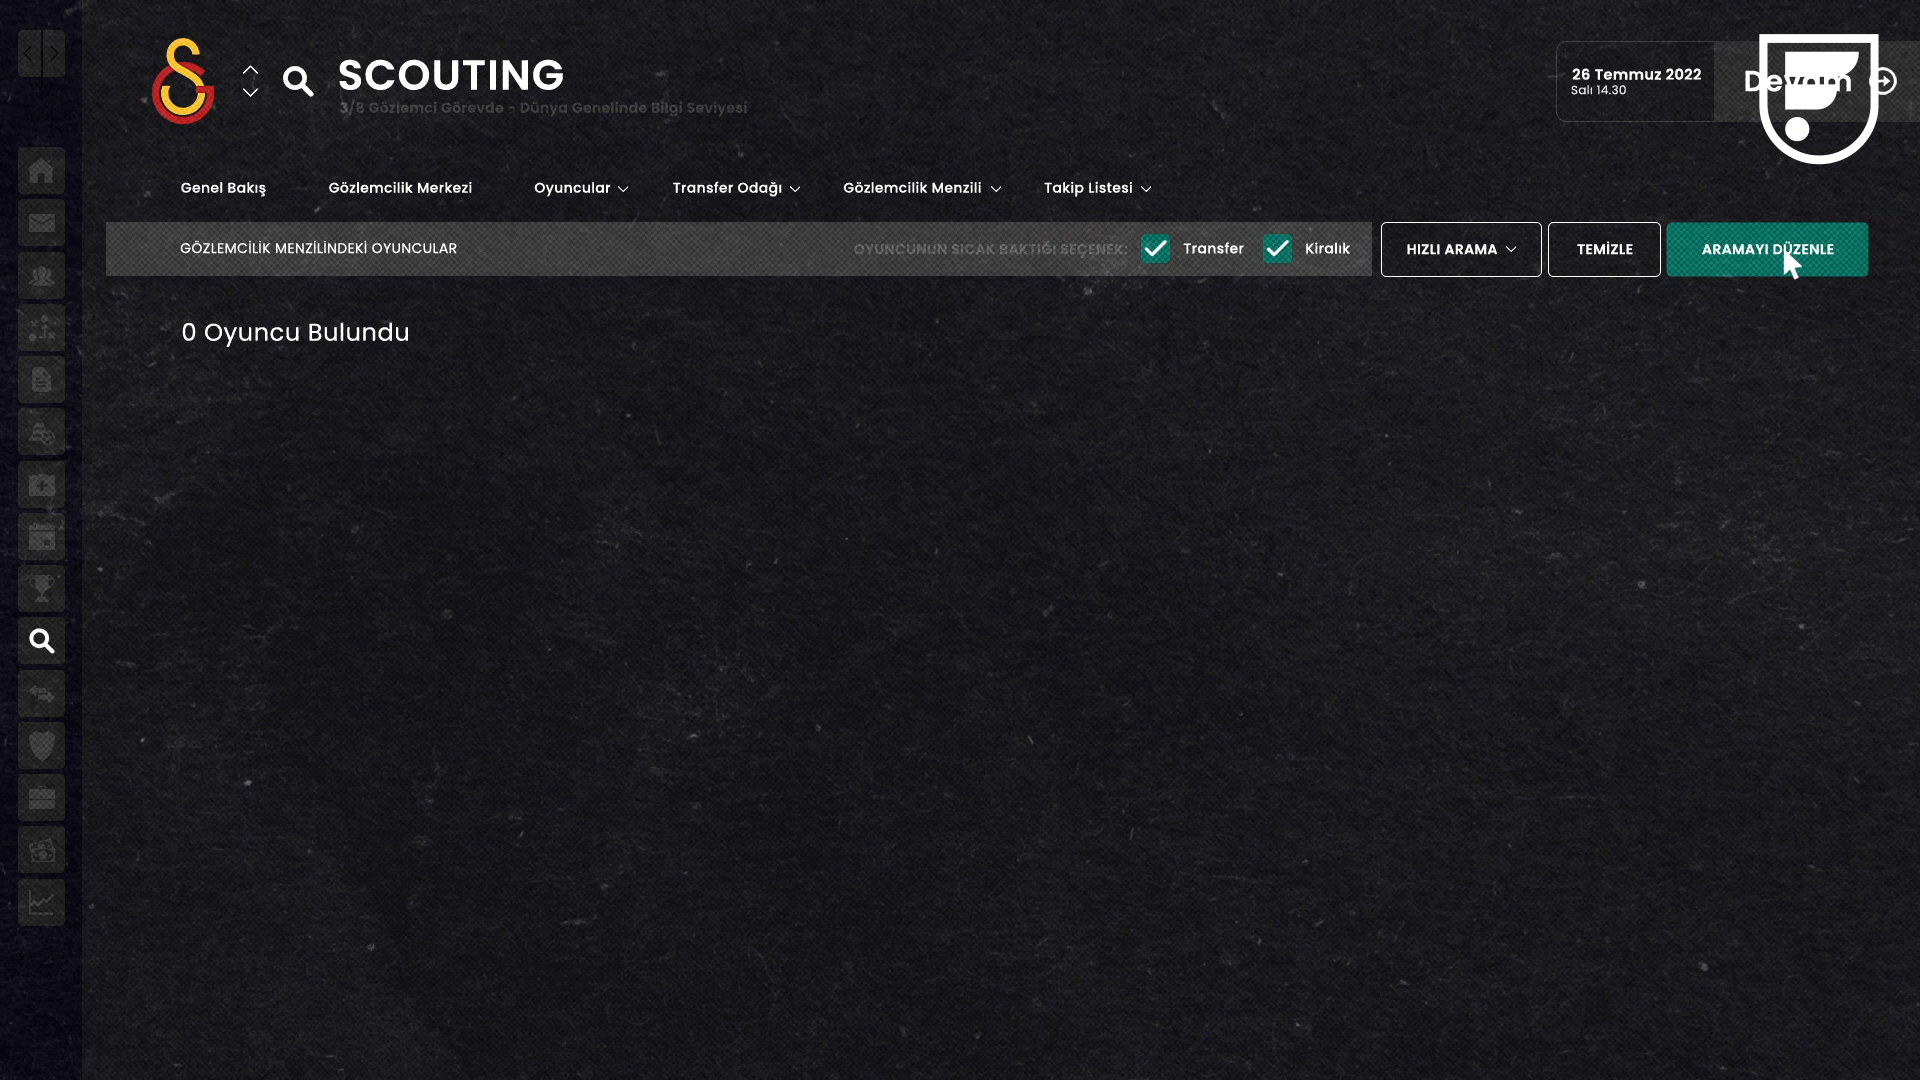 SCOUTING
3/8 Gözlemci Görevde - Dünya Genelinde Bilgi Seviyesi
26 Temmuz 2022
Salı 14.30
Devam
Genel Bakış
Gözlemcilik Merkezi
Oyuncular
Transfer Odağı
Gözlemcilik Menzili
Takip Listesi
GÖZLEMCİLİK MENZİLİNDEKİ OYUNCULAR
OYUNCUNUN SICAK BAKTIĞI SEÇENEK:
Transfer
Kiralık
HIZLI ARAMA
TEMİZLE
ARAMAYI DÜZENLE
0 Oyuncu Bulundu